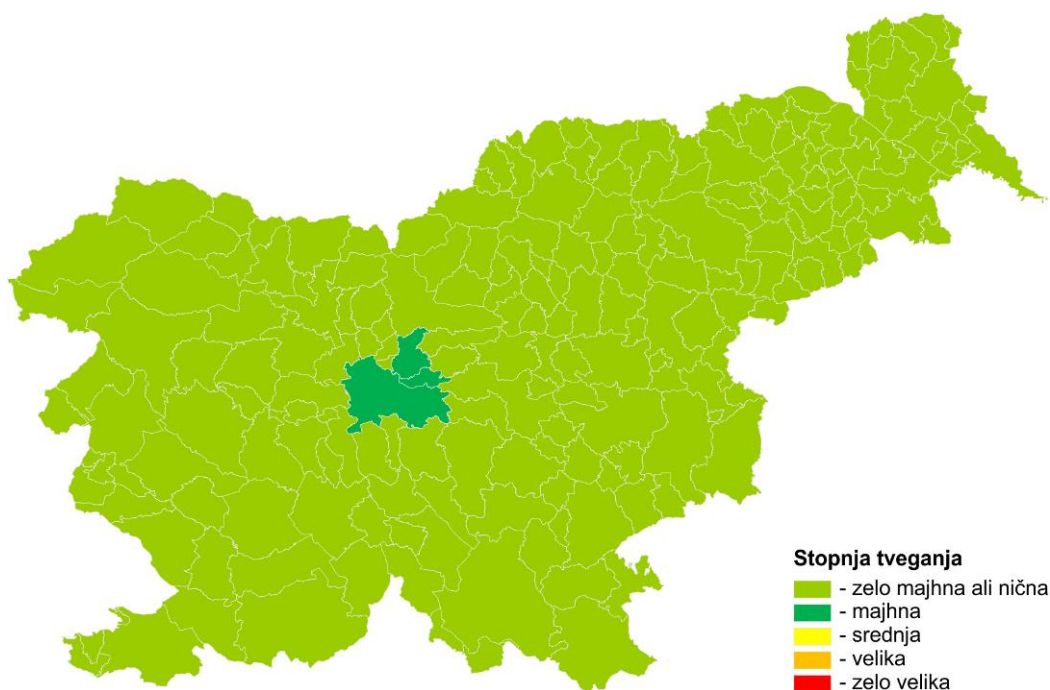 Stopnja tveganja
- zelo majhna ali nična
- majhna
- srednja
- velika
- zelo velika